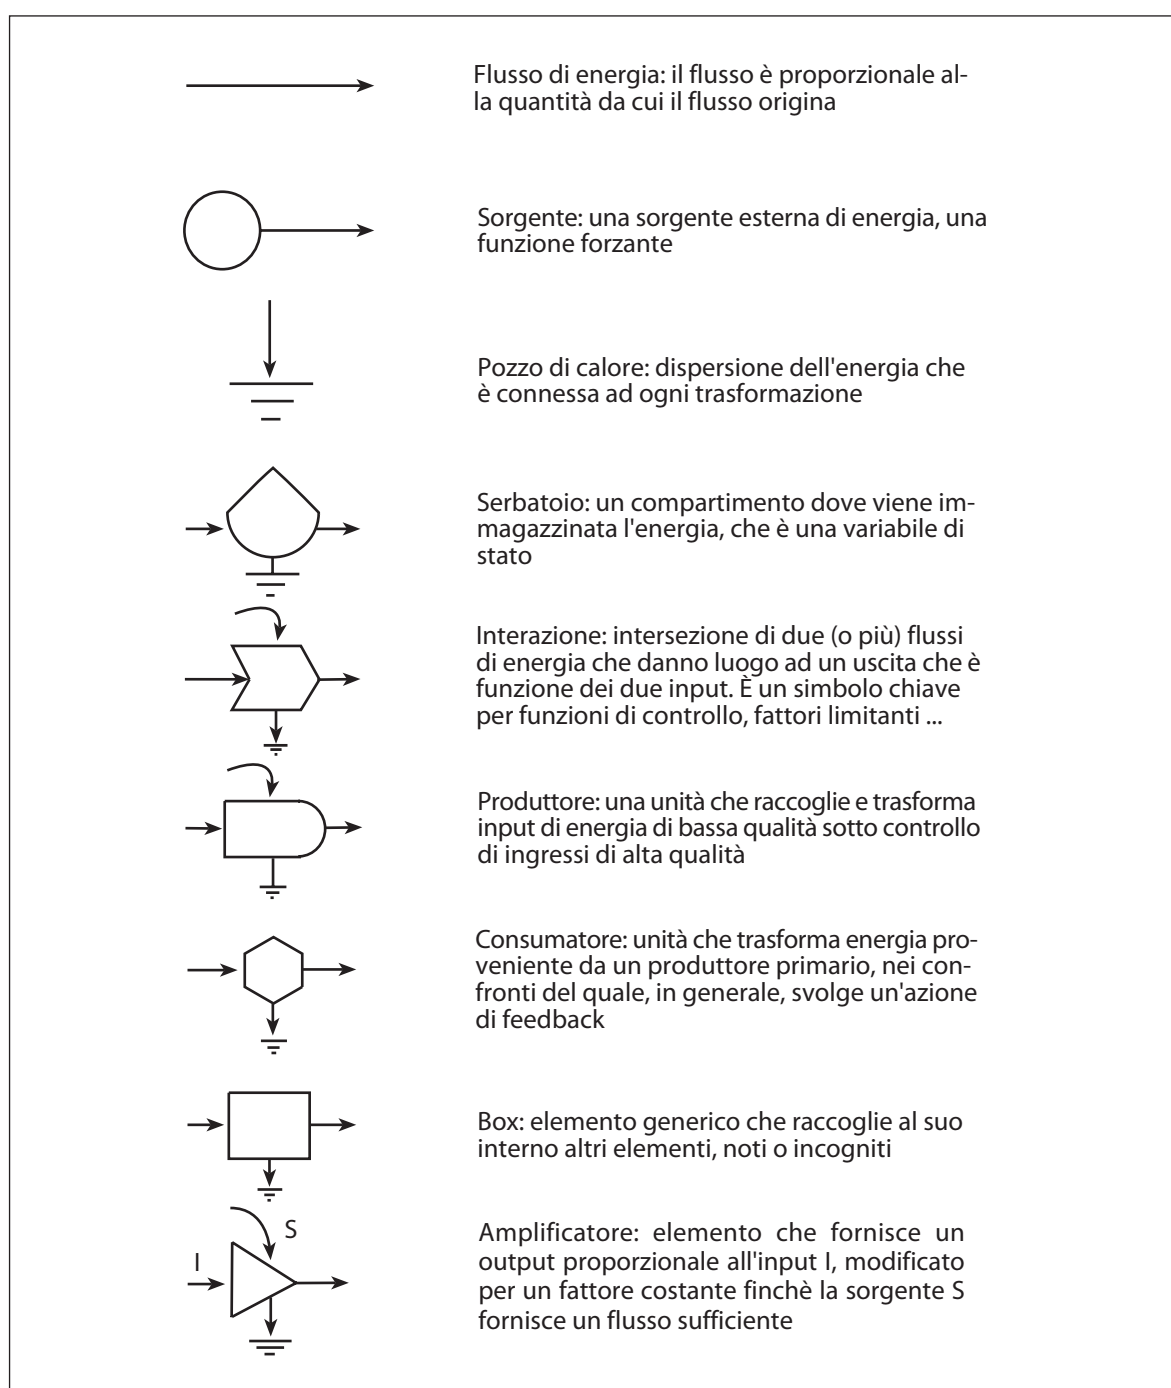 Flusso di energia: il flusso è proporzionale al-
la quantità da cui il flusso origina
Sorgente: una sorgente esterna di energia, una
funzione forzante
Pozzo di calore: dispersione dell'energia che
è connessa ad ogni trasformazione
Serbatoio: un compartimento dove viene im-
magazzinata l'energia, che è una variabile di
stato
Interazione: intersezione di due (o più) flussi
di energia che danno luogo ad un uscita che è
funzione dei due input. È un simbolo chiave
per funzioni di controllo, fattori limitanti ...
Produttore: una unità che raccoglie e trasforma
input di energia di bassa qualità sotto controllo
di ingressi di alta qualità
Consumatore: unità che trasforma energia pro-
veniente da un produttore primario, nei con-
fronti del quale, in generale, svolge un'azione
di feedback
Box: elemento generico che raccoglie al suo
interno altri elementi, noti o incogniti
S
I
Amplificatore: elemento che fornisce un
output proporzionale all'input I, modificato
per un fattore costante finchè la sorgente S
fornisce un flusso sufficiente